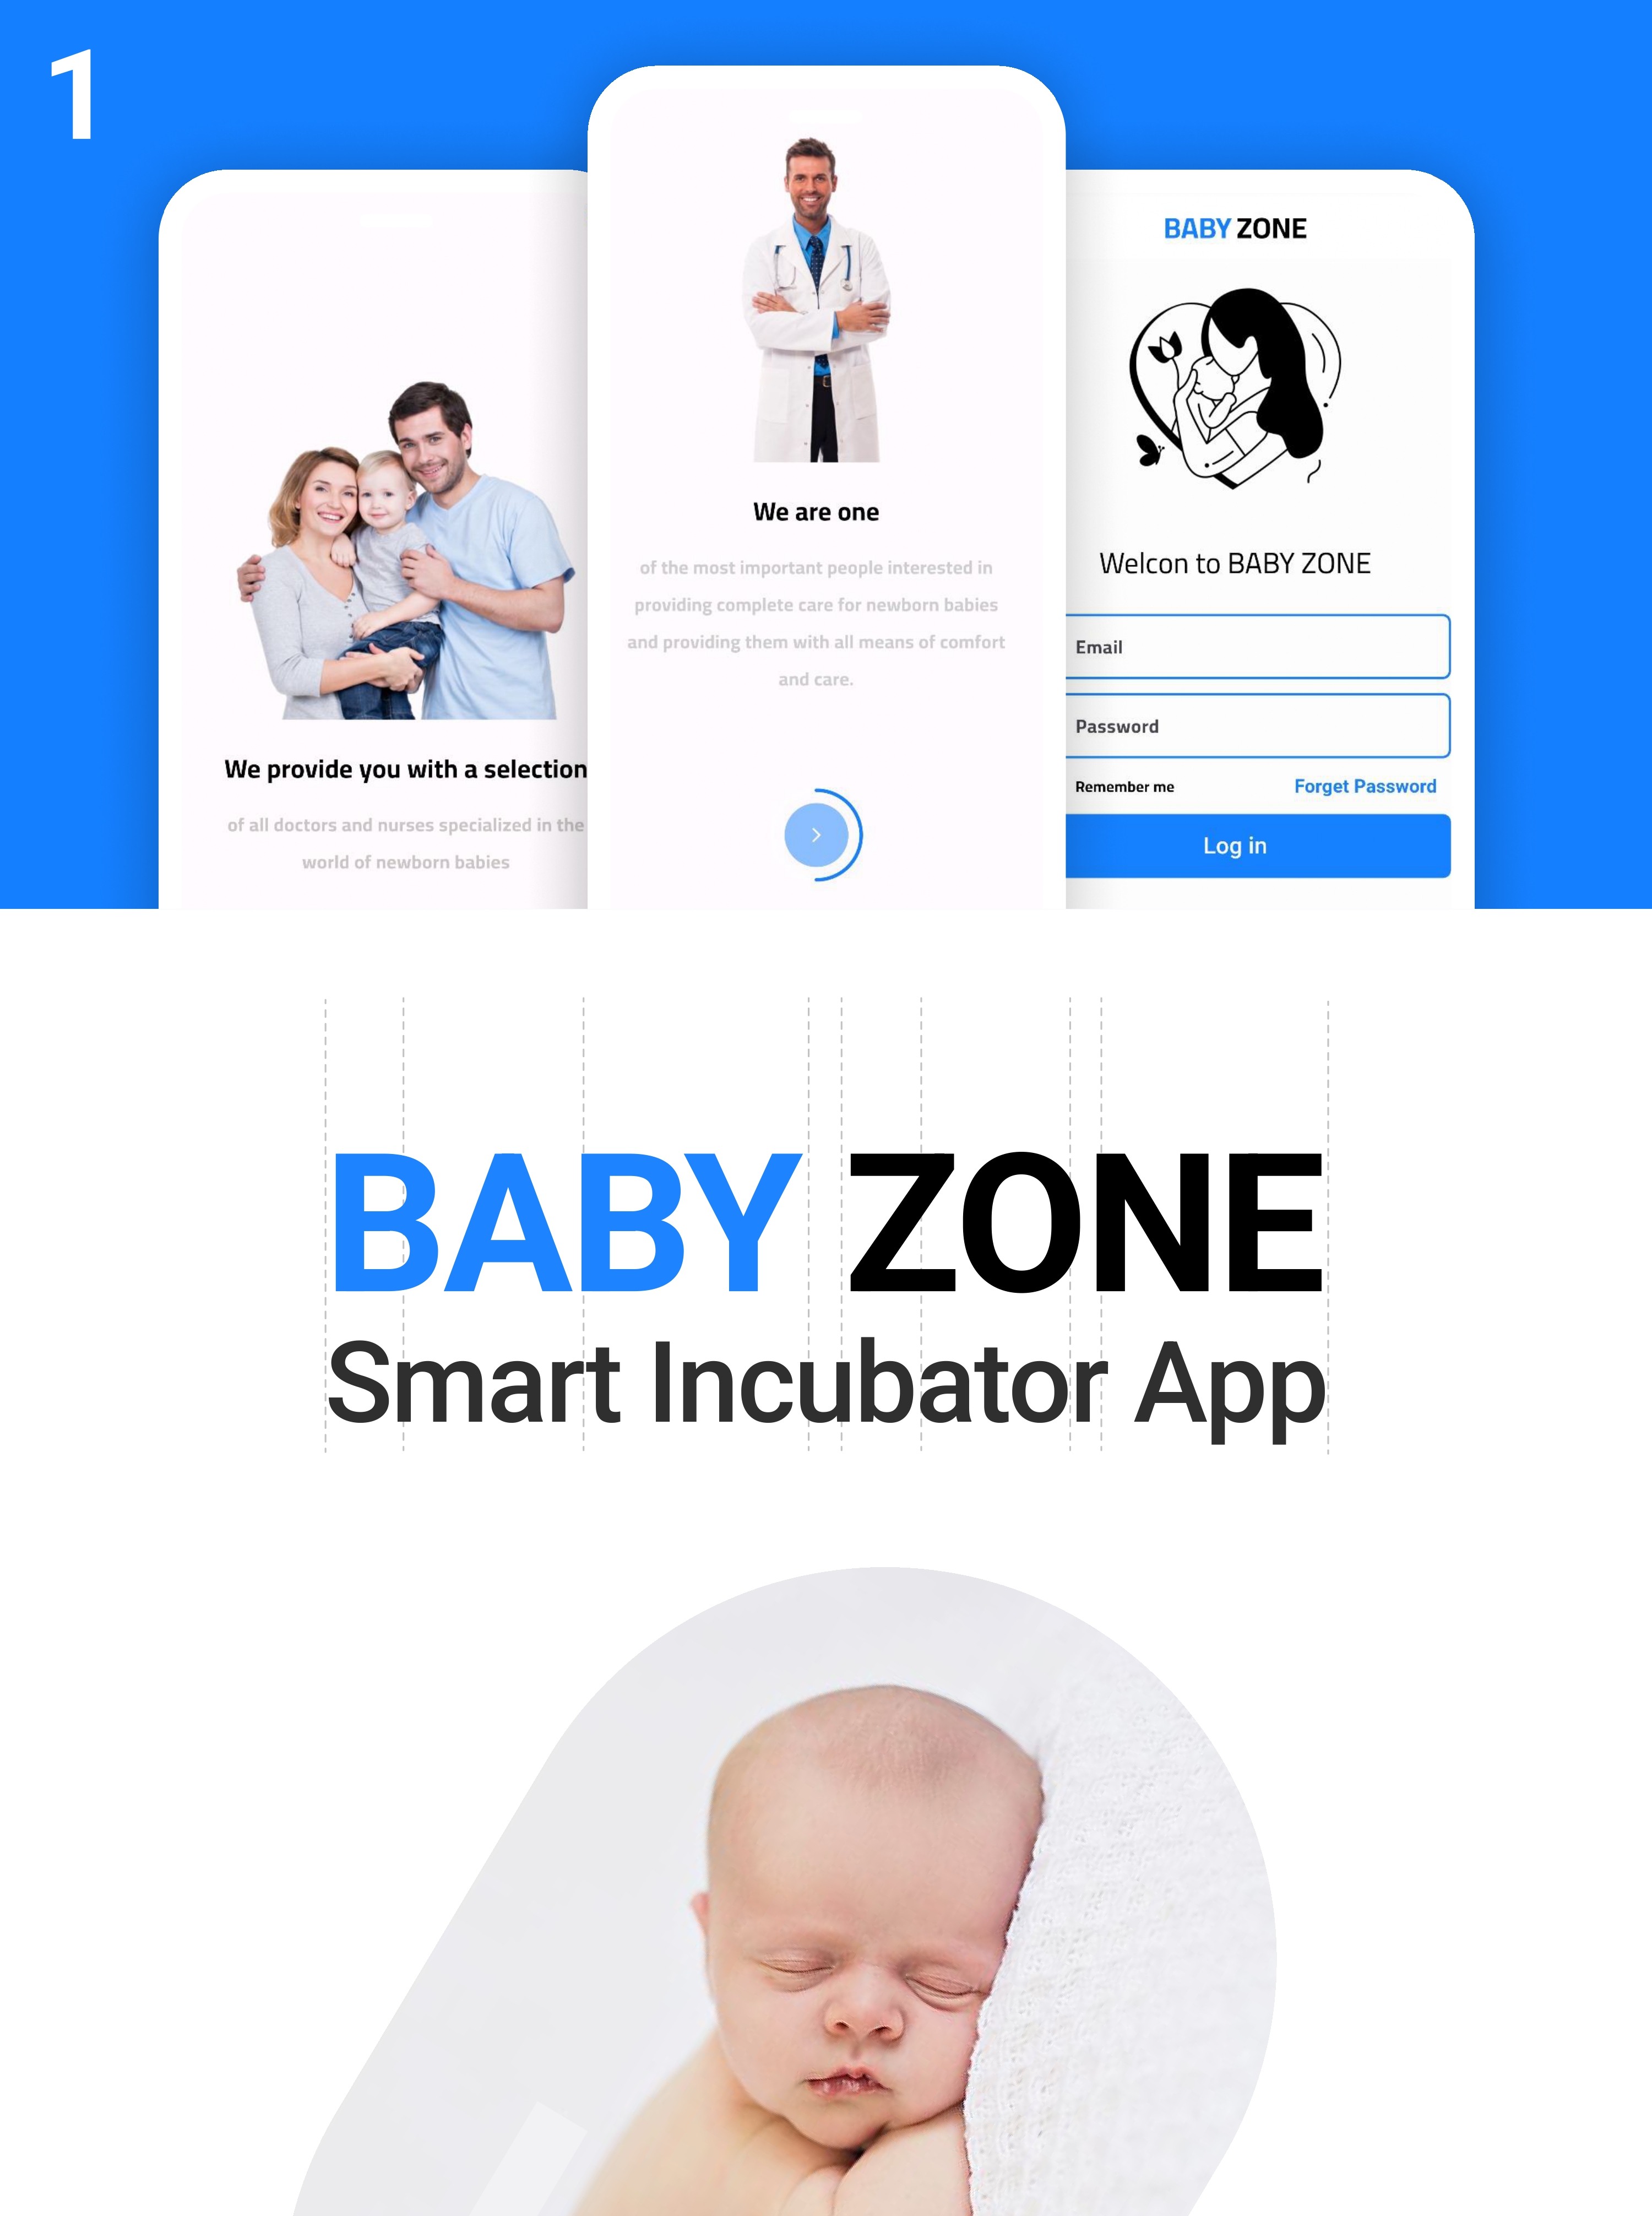 1
We provide you with a selection
of all doctors and nurses specialized in the
world of newborn babies
We are one
of the most important people interested in
providing complete care for newborn babies
and providing them with all means of comfort
and care.
BABY ZONE
Welcon to BABY ZONE
Email
Password
Remember me
Forget Password
Log in
BABY ZONE
Smart Incubator App